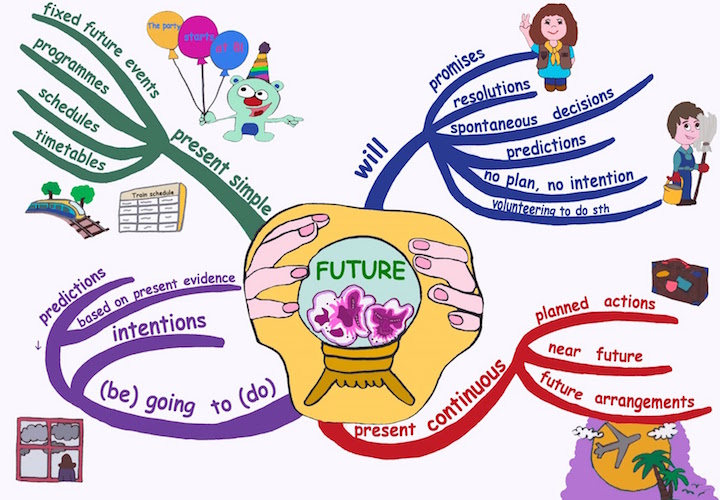 fixed future events
programmes
schedules
timetables
present simple
The party
starts
at 9!
Train schedule
will
promises
resolutions
spontaneous decisions
predictions
no plan, no intention
volunteering to do sth
FUTURE
predictions
based on present evidence
intentions
(be) going to (do)
present continuous
planned actions
near future
future arrangements